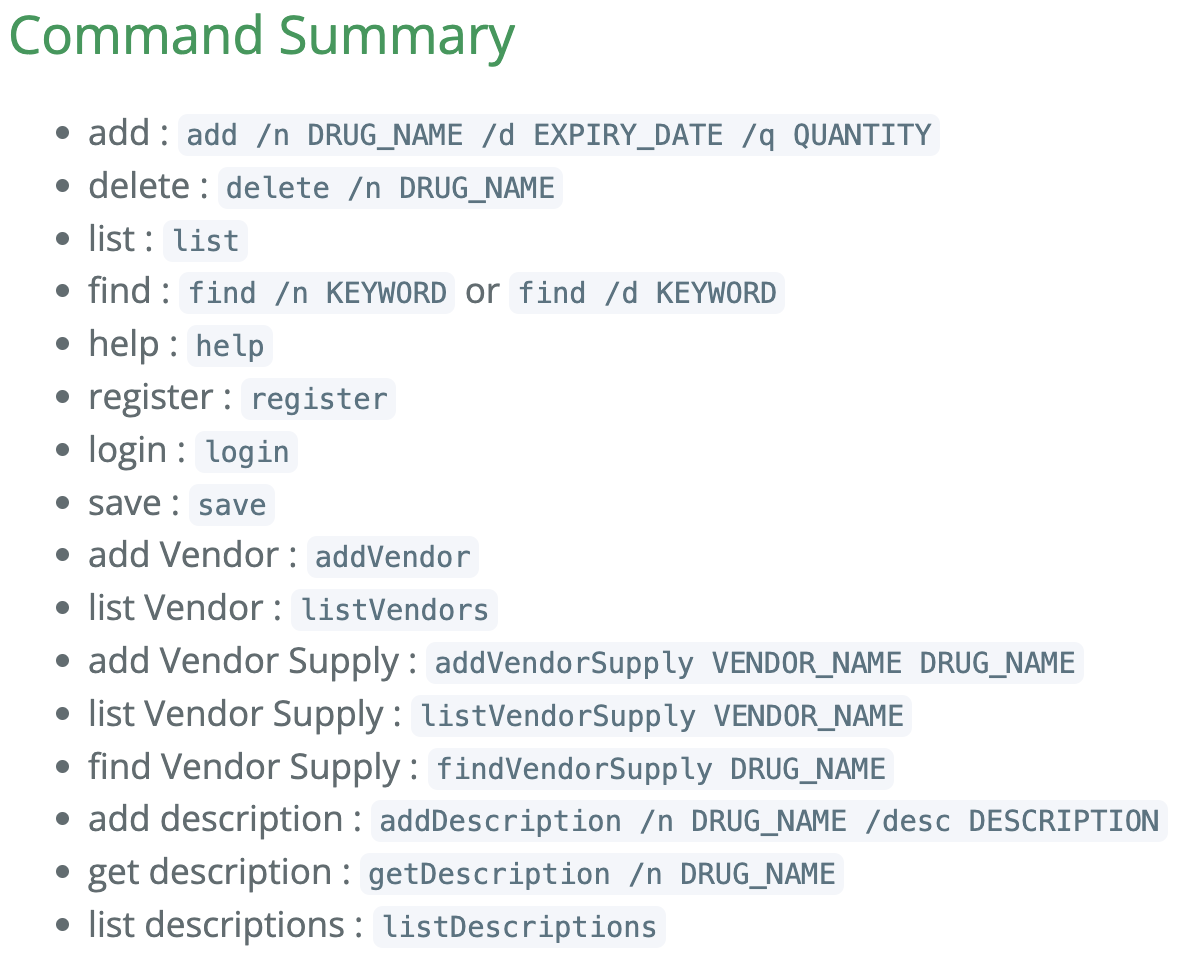 Command Summary
• add : add /n DRUG_NAME /d EXPIRY_DATE /q QUANTITY
• delete : delete /n DRUG_NAME
• list : list
• find : find /n KEYWORD or find /d KEYWORD
• help : help
• register : register
• login : login
• save : save
• add Vendor : addVendor
• list Vendor : listVendors
• add Vendor Supply : addVendorSupply VENDOR_NAME DRUG_NAME
• list Vendor Supply : listVendorSupply VENDOR_NAME
• find Vendor Supply : findVendorSupply DRUG_NAME
• add description : addDescription /n DRUG_NAME /desc DESCRIPTION
• get description : getDescription /n DRUG_NAME
• list descriptions : listDescriptions